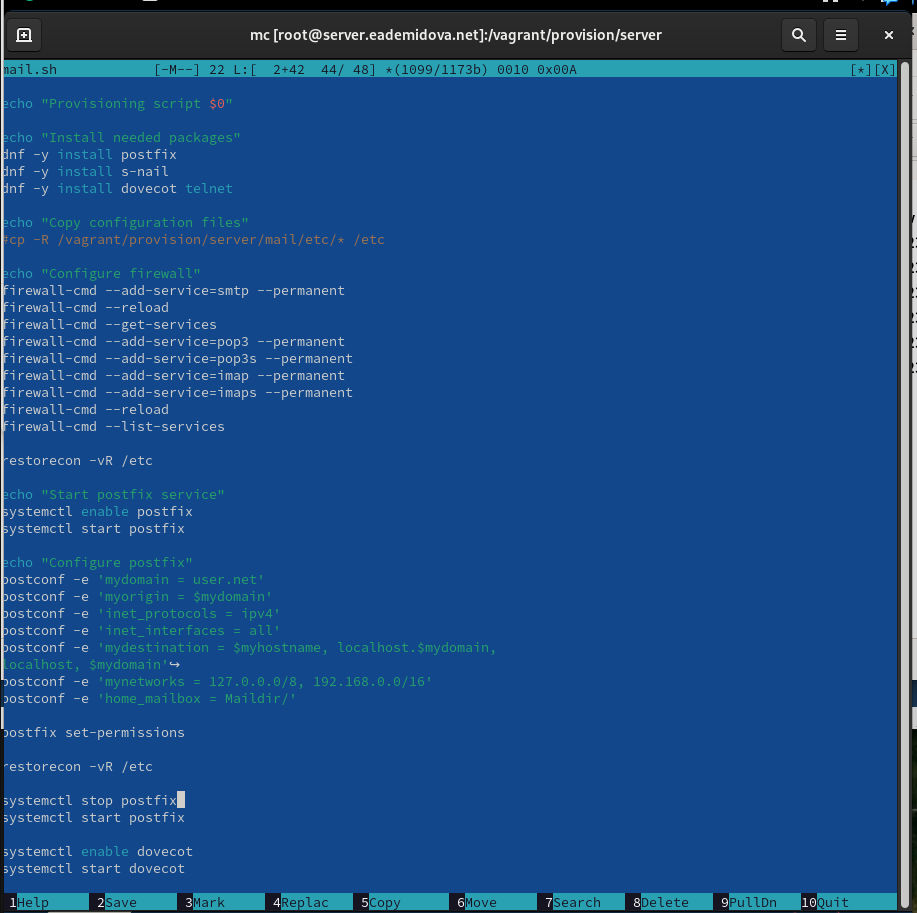 mc [root@server.eademidova.net]:/vagrant/provision/server
mail.sh [-M--] 22 L:[ 2+42 44/ 48] *(1099/1173b) 0010 0x00A [*][X]
echo "Provisioning script $0"
echo "Install needed packages"
dnf -y install postfix
dnf -y install s-nail
dnf -y install dovecot telnet
echo "Copy configuration files"
#cp -R /vagrant/provision/server/mail/etc/* /etc
echo "Configure firewall"
firewall-cmd --add-service=smtp --permanent
firewall-cmd --reload
firewall-cmd --get-services
firewall-cmd --add-service=pop3 --permanent
firewall-cmd --add-service=pop3s --permanent
firewall-cmd --add-service=imap --permanent
firewall-cmd --add-service=imaps --permanent
firewall-cmd --reload
firewall-cmd --list-services
restorecon -vR /etc
echo "Start postfix service"
systemctl enable postfix
systemctl start postfix
echo "Configure postfix"
postconf -e 'mydomain = user.net'
postconf -e 'myorigin = $mydomain'
postconf -e 'inet_protocols = ipv4'
postconf -e 'inet_interfaces = all'
postconf -e 'mydestination = $myhostname, localhost.$mydomain,
localhost, $mydomain'↪
postconf -e 'mynetworks = 127.0.0.0/8, 192.168.0.0/16'
postconf -e 'home_mailbox = Maildir/'
postfix set-permissions
restorecon -vR /etc
systemctl stop postfix
systemctl start postfix
systemctl enable dovecot
systemctl start dovecot
1Help 2Save 3Mark 4Replac 5Copy 6Move 7Search 8Delete 9PullDn 10Quit